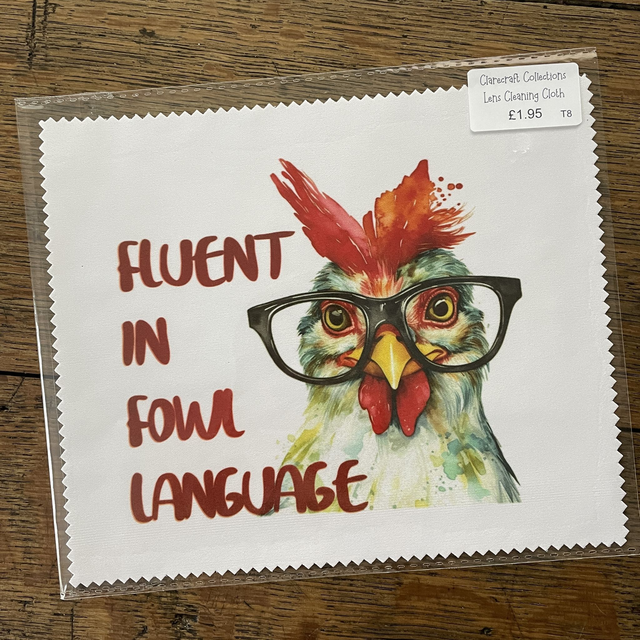 Clarecraft Collections
Lens Cleaning Cloth
£1.95 T8
FLUENT
IN
FOWL
LANGUAGE